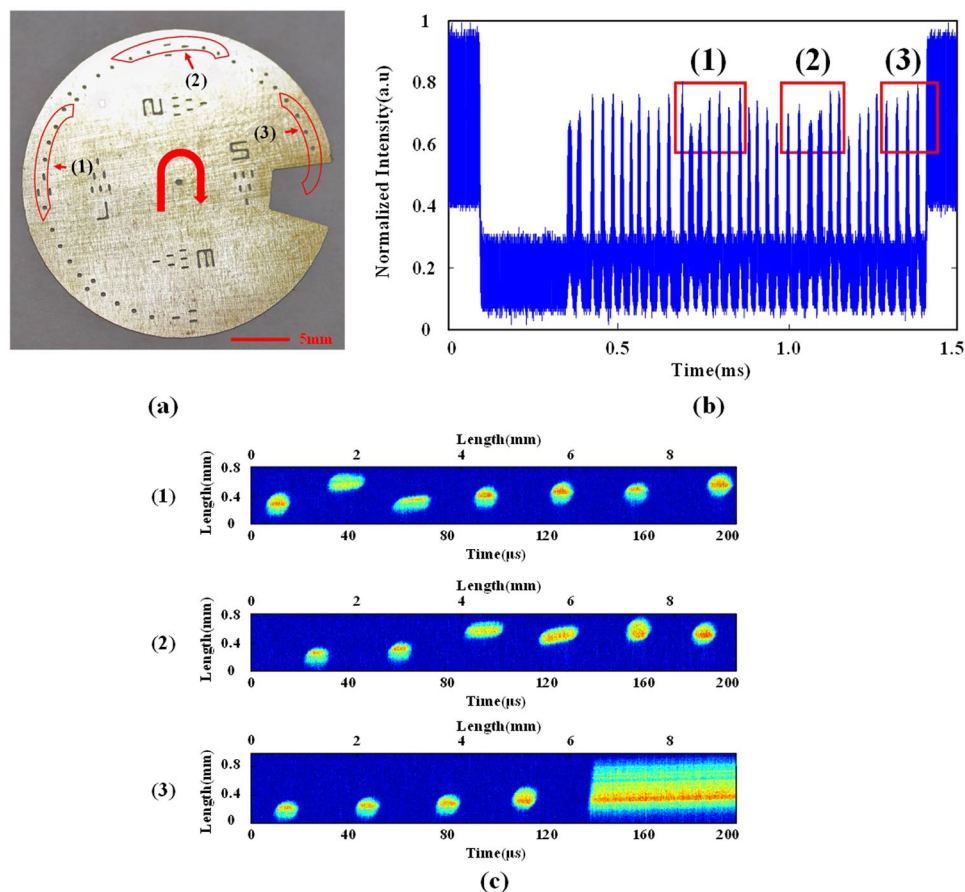 (2)
N
(3)
(1)
S
E
5mm
(a)
Normalized Intensity(a.u)
1
0.8
0.6
0.4
0.2
0
(1)
(2)
(3)
0
0.5
1.0
1.5
Time(ms)
(b)
Length(mm)
0 2 4 6 8
(1)
Length(mm)
0.8
0.4
0
0 40 80 120 160 200
Time(μs)
Length(mm)
0 2 4 6 8
(2)
Length(mm)
0.8
0.4
0
0 40 80 120 160 200
Time(μs)
Length(mm)
0 2 4 6 8
(3)
Length(mm)
0.8
0.4
0
0 40 80 120 160 200
Time(μs)
(c)